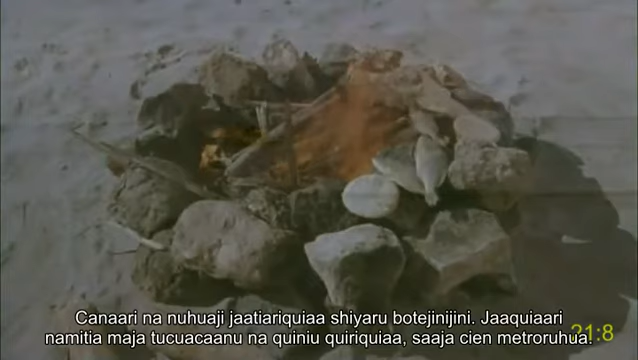 Canaari na nuhuaji jaatiariquiaa shiyaru botejinijini. Jaaquiaari
namitia maja tucuacaanu na quiniu quiriquiaa, saaja cien metroruhua!
21:8